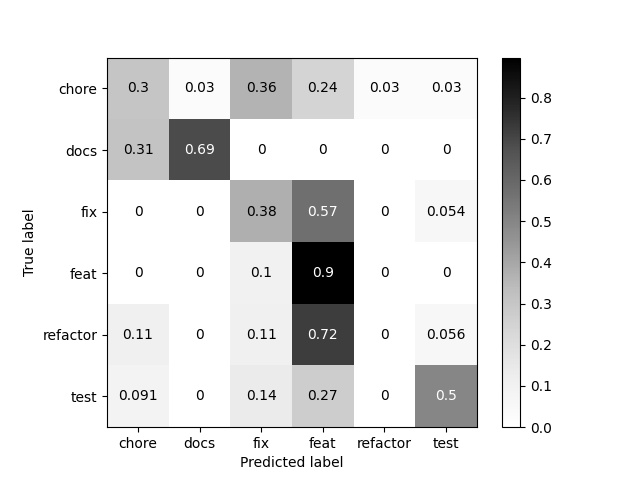 chore 0.3 0.03 0.36 0.24 0.03 0.03
docs 0.31 0.69 0 0 0 0
fix 0 0 0.38 0.57 0 0.054
feat 0 0 0.1 0.9 0 0
refactor 0.11 0 0.11 0.72 0 0.056
test 0.091 0 0.14 0.27 0 0.5
chore docs fix feat refactor test
Predicted label
True label
0.8
0.7
0.6
0.5
0.4
0.3
0.2
0.1
0.0